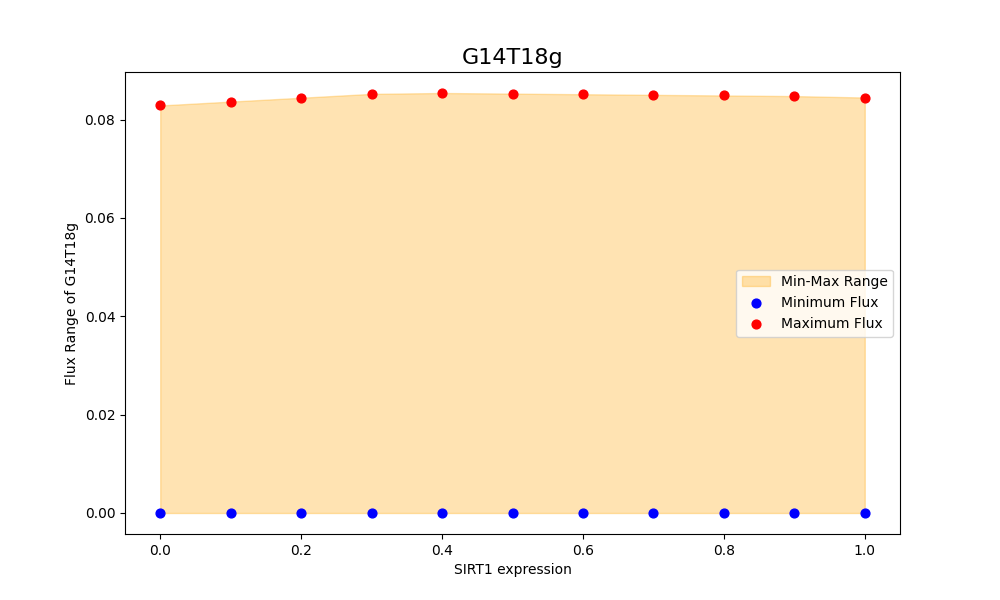 G14T18g
Flux Range of G14T18g
0.08
0.06
0.04
0.02
0.00
Min-Max Range
Minimum Flux
Maximum Flux
0.0 0.2 0.4 0.6 0.8 1.0
SIRT1 expression